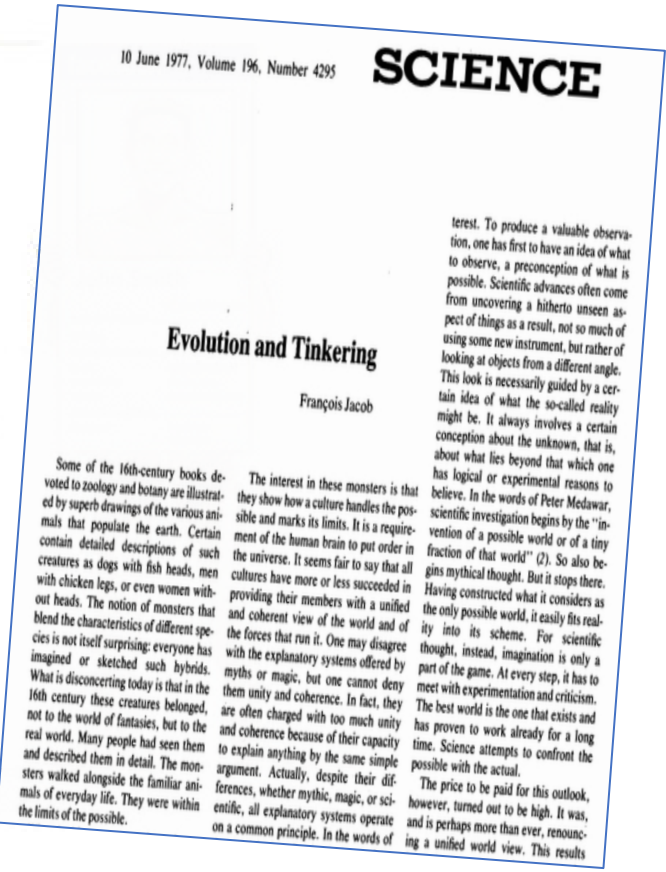 10 June 1977, Volume 196, Number 4295
SCIENCE
Evolution and Tinkering
François Jacob
Some of the 16th-century books de-
voted to zoology and botany are illustrat-
ed by superb drawings of the various ani-
mals that populate the earth. Certain
contain detailed descriptions of such
creatures as dogs with fish heads, men
with chicken legs, or even women with-
out heads. The notion of monsters that
blend the characteristics of different spe-
cies is not itself surprising: everyone has
imagined or sketched such hybrids.
What is disconcerting today is that in the
16th century these creatures belonged,
not to the world of fantasies, but to the
real world. Many people had seen them
and described them in detail. The mon-
sters walked alongside the familiar ani-
mals of everyday life. They were within
the limits of the possible.
The interest in these monsters is that
they show how a culture handles the pos-
sible and marks its limits. It is a require-
ment of the human brain to put order in
the universe. It seems fair to say that all
cultures have more or less succeeded in
providing their members with a unified
and coherent view of the world and of
the forces that run it. One may disagree
with the explanatory systems offered by
myths or magic, but one cannot deny
them unity and coherence. In fact, they
are often charged with too much unity
and coherence because of their capacity
to explain anything by the same simple
argument. Actually, despite their dif-
ferences, whether mythic, magic, or sci-
entific, all explanatory systems operate
on a common principle. In the words of
terest. To produce a valuable observa-
tion, one has first to have an idea of what
to observe, a preconception of what is
possible. Scientific advances often come
from uncovering a hitherto unseen as-
pect of things as a result, not so much of
using some new instrument, but rather of
looking at objects from a different angle.
This look is necessarily guided by a cer-
tain idea of what the so-called reality
might be. It always involves a certain
conception about the unknown, that is,
about what lies beyond that which one
has logical or experimental reasons to
believe. In the words of Peter Medawar,
scientific investigation begins by the "in-
vention of a possible world or of a tiny
fraction of that world" (2). So also be-
gins mythical thought. But it stops there.
Having constructed what it considers as
the only possible world, it easily fits real-
ity into its scheme. For scientific
thought, instead, imagination is only a
part of the game. At every step, it has to
meet with experimentation and criticism.
The best world is the one that exists and
has proven to work already for a long
time. Science attempts to confront the
possible with the actual.
The price to be paid for this outlook,
however, turned out to be high. It was,
and is perhaps more than ever, renounc-
ing a unified world view. This results